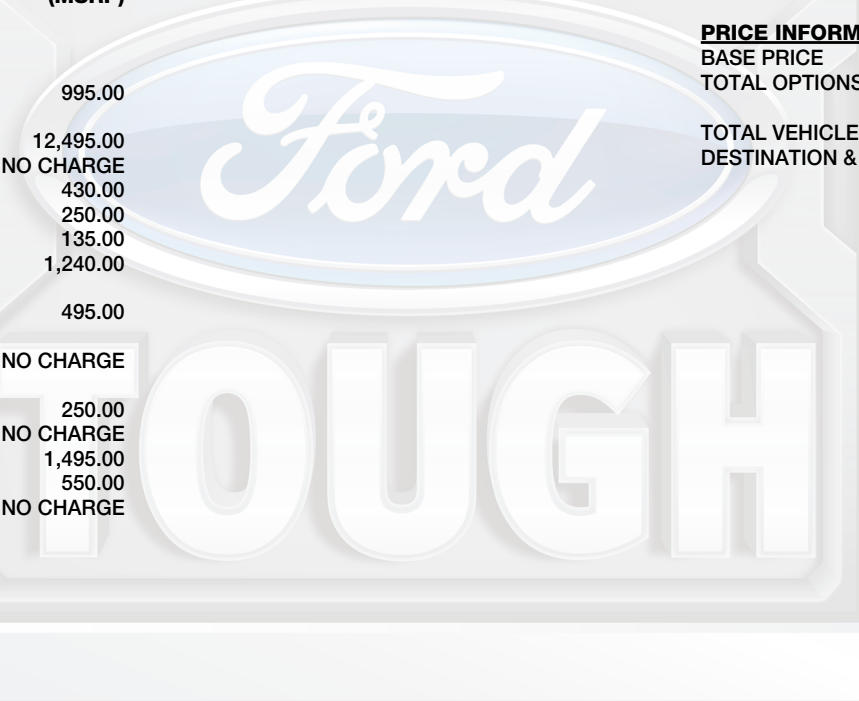 (MSRP)
995.00
12,495.00
NO CHARGE
430.00
250.00
135.00
1,240.00
495.00
NO CHARGE
250.00
NO CHARGE
1,495.00
550.00
NO CHARGE
PRICE INFORM
BASE PRICE
TOTAL OPTIONS
TOTAL VEHICLE
DESTINATION &
Ford
TOUGH